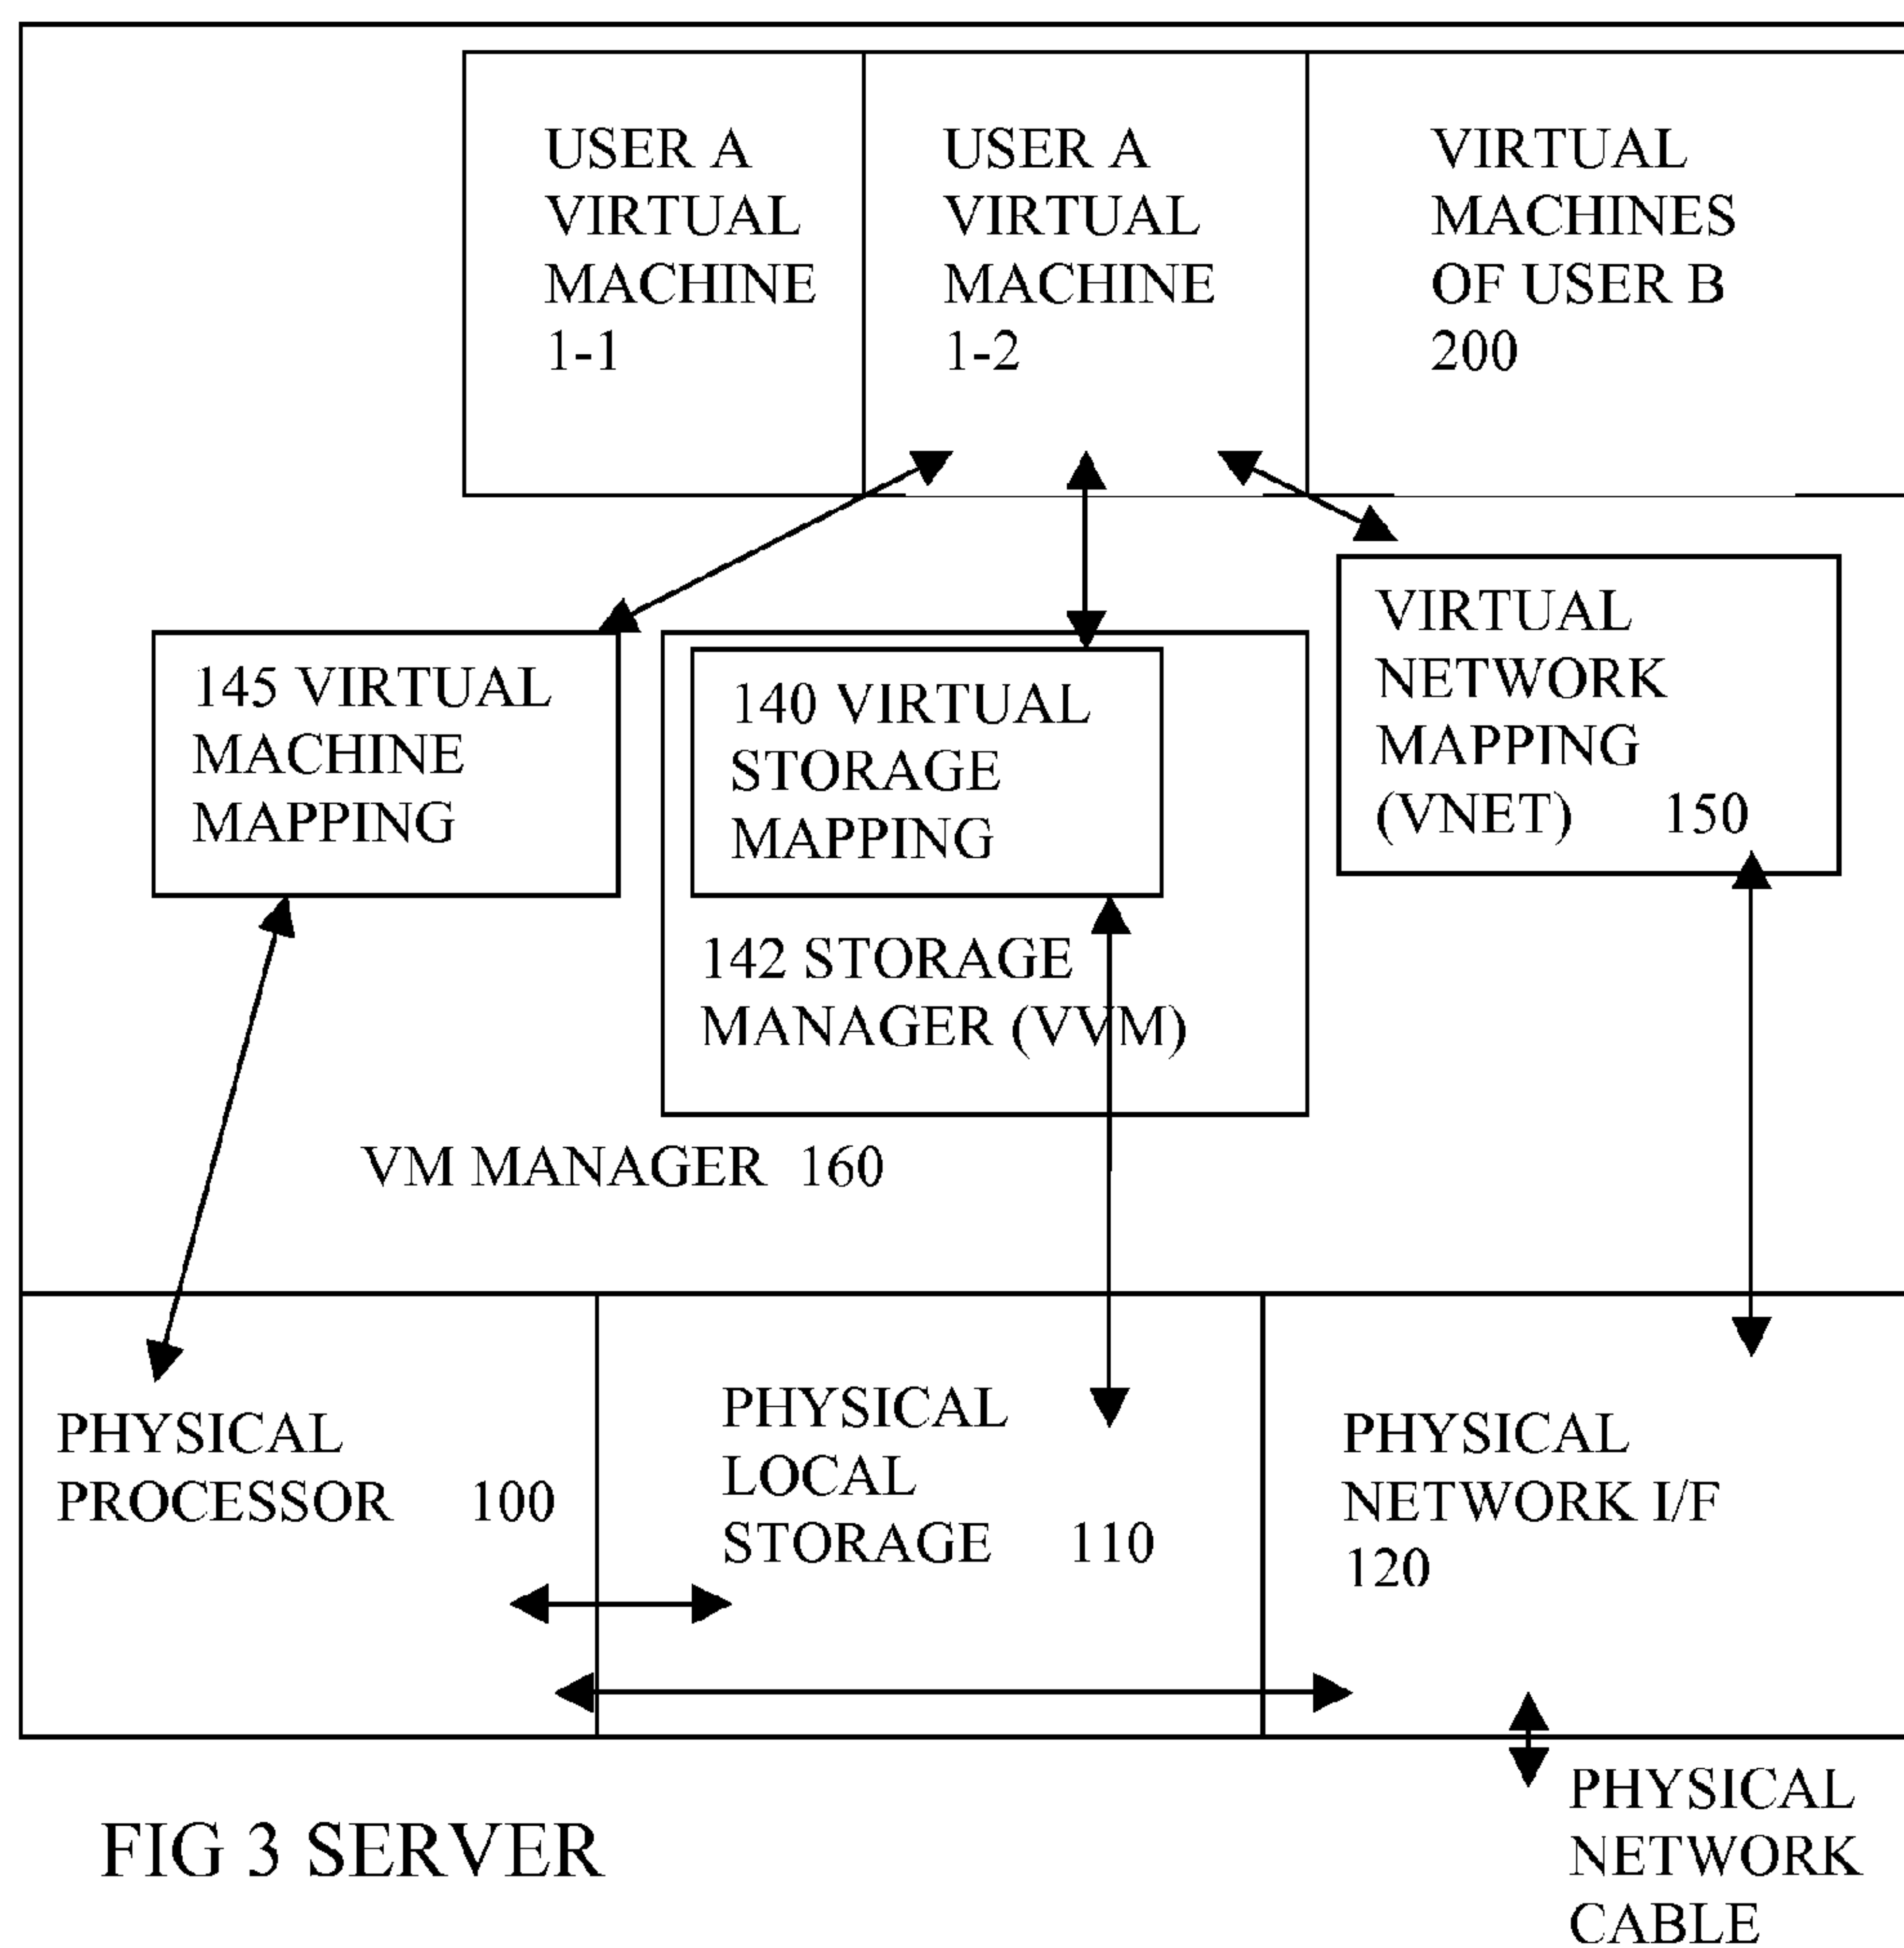 USER A
VIRTUAL
MACHINE
1-1
USER A
VIRTUAL
MACHINE
1-2
VIRTUAL
MACHINES
OF USER B
200
145 VIRTUAL
MACHINE
MAPPING
140 VIRTUAL
STORAGE
MAPPING
142 STORAGE
MANAGER (VVM)
VIRTUAL
NETWORK
MAPPING
(VNET) 150
VM MANAGER 160
PHYSICAL
PROCESSOR 100
PHYSICAL
LOCAL
STORAGE 110
PHYSICAL
NETWORK I/F
120
PHYSICAL
NETWORK
CABLE
FIG 3 SERVER